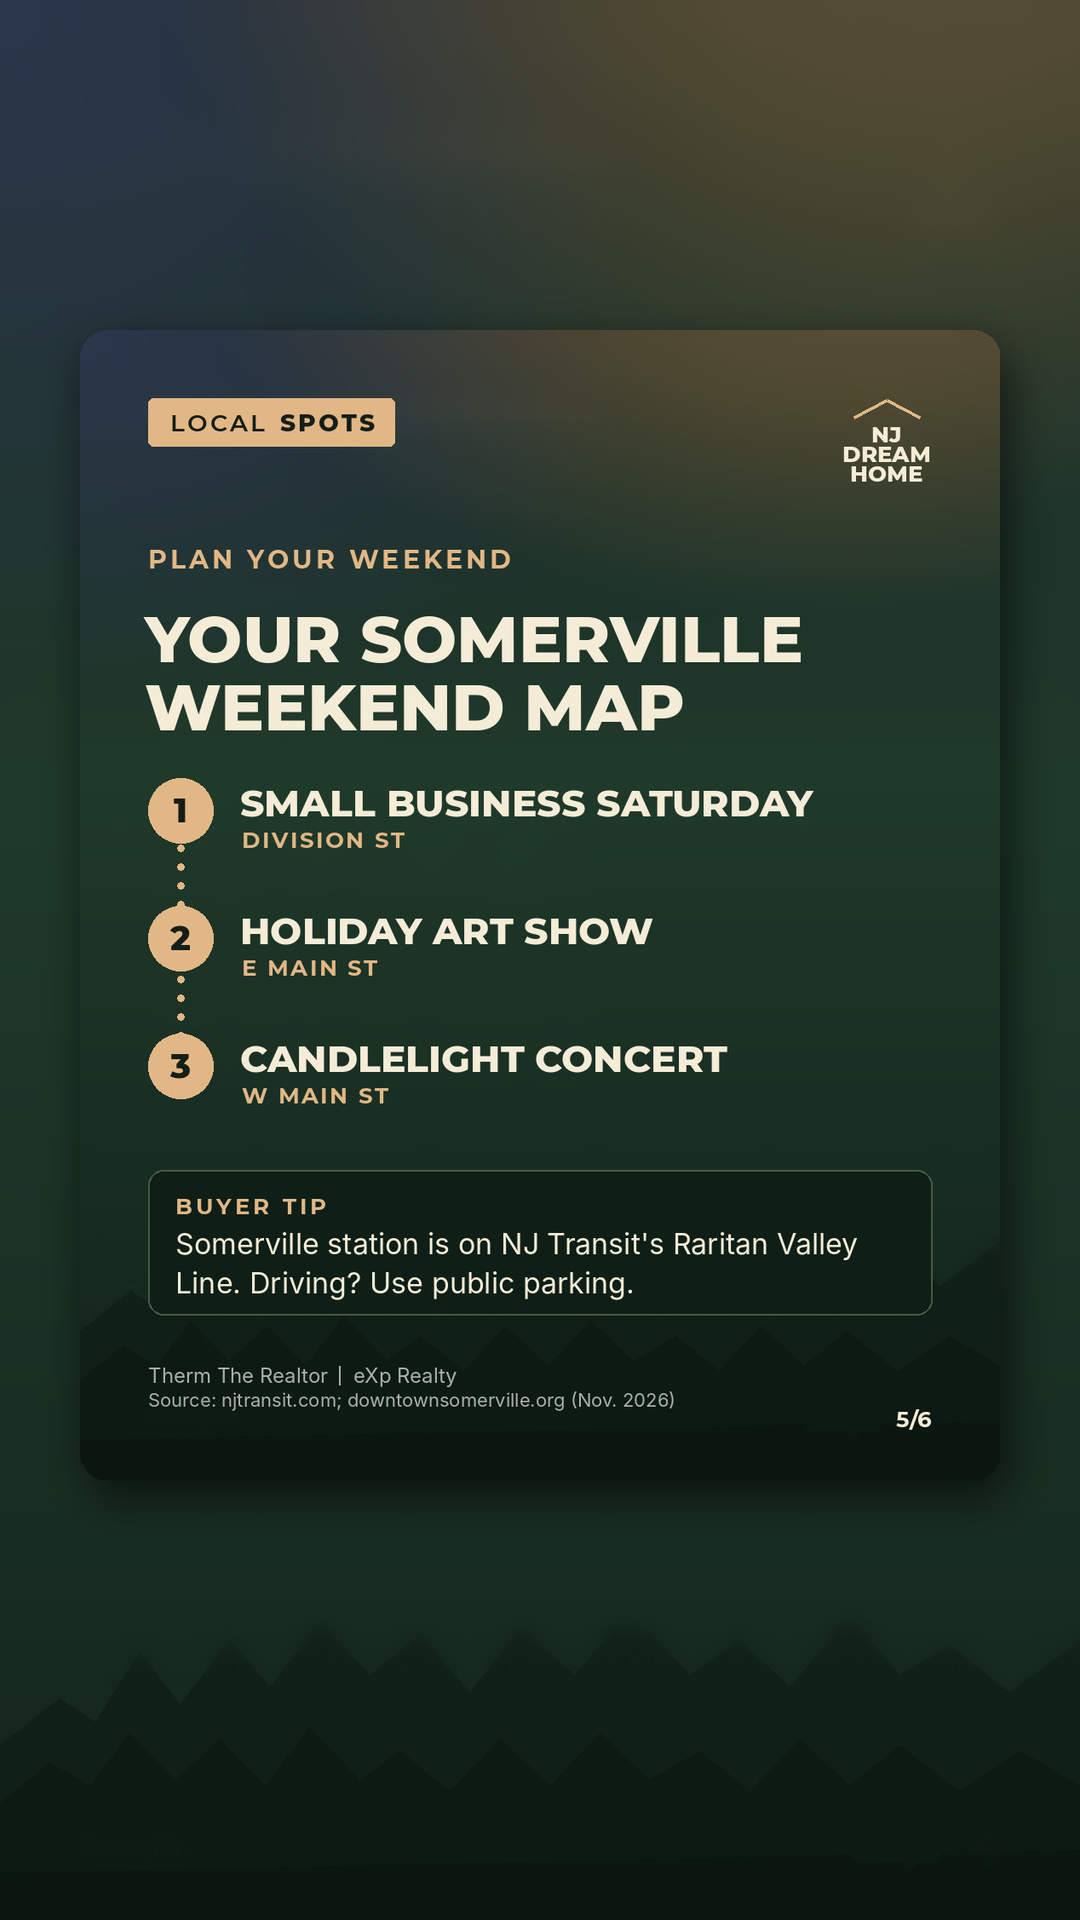 LOCAL SPOTS
NJ
DREAM
HOME
PLAN YOUR WEEKEND
YOUR SOMERVILLE
WEEKEND MAP
1
SMALL BUSINESS SATURDAY
DIVISION ST
2
HOLIDAY ART SHOW
E MAIN ST
3
CANDLELIGHT CONCERT
W MAIN ST
BUYER TIP
Somerville station is on NJ Transit's Raritan Valley
Line. Driving? Use public parking.
Therm The Realtor | eXp Realty
Source: njtransit.com; downtownsomerville.org (Nov. 2026)
5/6